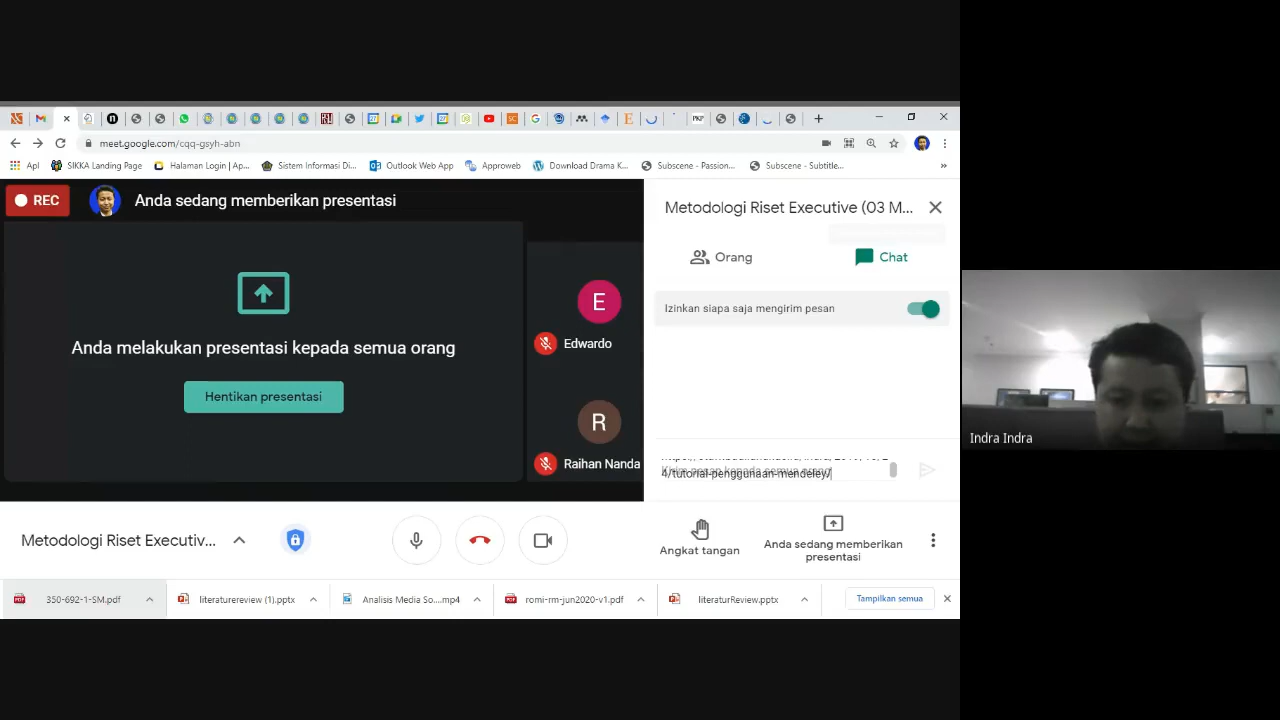 meet.google.com/cqq-gsyh-abn
Apl
SIKKA Landing Page
Halaman Login | Ap...
Sistem Informasi Di...
Outlook Web App
Approweb
Download Drama K...
Subscene - Passion...
Subscene - Subtitle...
»
REC
Anda sedang memberikan presentasi
Metodologi Riset Executive (03 M...
Orang
Chat
Izinkan siapa saja mengirim pesan
E
Edwardo
Anda melakukan presentasi kepada semua orang
Hentikan presentasi
R
Raihan Nanda
4/tutorial-penggunaan-mendeley/
Indra Indra
Metodologi Riset Executiv...
Angkat tangan
Anda sedang memberikan
presentasi
350-692-1-SM.pdf
literaturereview (1).pptx
Analisis Media So....mp4
romi-rm-jun2020-v1.pdf
literaturReview.pptx
Tampilkan semua